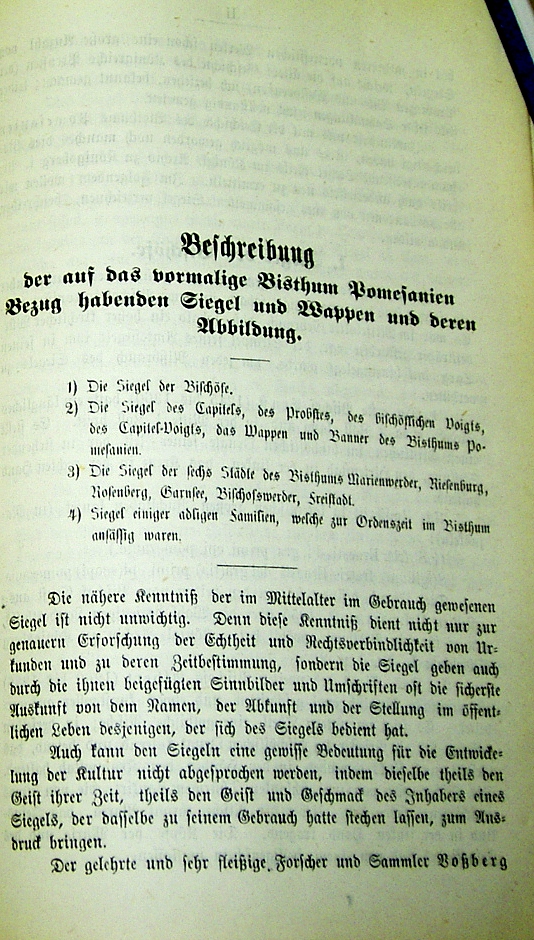 Beschreibung
der auf das vormalige Bisthum Pomesanien
Bezug habenden Siegel und Wappen und deren
Abbildung.
1) Die Siegel der Bischöfe.
2) Die Siegel des Capitels, des Probstes, des bischöflichen Voigts,
des Capitel-Voigts, das Wappen und Banner des Bisthums Po-
mesanien.
3) Die Siegel der sechs Städte des Bisthums Marienwerder, Riesenburg,
Rosenberg, Garnsee, Bischofswerder, Freistadt.
4) Siegel einiger adligen Familien, welche zur Ordenszeit im Bisthum
ansässig waren.
Die nähere Kenntniß der im Mittelalter im Gebrauch gewesenen
Siegel ist nicht unwichtig. Denn diese Kenntniß dient nicht nur zur
genauern Erforschung der Echtheit und Rechtsverbindlichkeit von Ur-
kunden und zu deren Zeitbestimmung, sondern die Siegel geben auch
durch die ihnen beigefügten Sinnbilder und Umschriften oft die sicherste
Auskunft von dem Namen, der Abkunft und der Stellung im öffent-
lichen Leben desjenigen, der sich des Siegels bedient hat.
Auch kann den Siegeln eine gewisse Bedeutung für die Entwicke-
lung der Kultur nicht abgesprochen werden, indem dieselbe theils den
Geist ihrer Zeit, theils den Geist und Geschmack des Inhabers eines
Siegels, der dasselbe zu seinem Gebrauch hatte stechen lassen, zum Aus-
druck bringen.
Der gelehrte und sehr fleißige Forscher und Sammler Voßberg